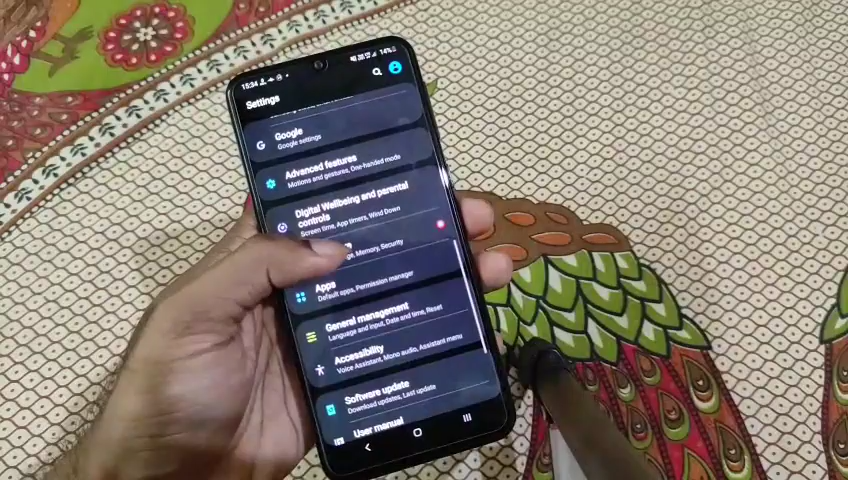 15:34
14%
Settings
Google
Google settings
Advanced features
Motions and gestures, One-handed mode
Digital Wellbeing and parental
controls
Screen time, App timers, Wind Down
Memory, Security
Apps
Default apps, Permission manager
General management
Language and input, Date and time, Reset
Accessibility
Voice Assistant, Mono audio, Assistant menu
Software update
Download updates, Last update
User manual